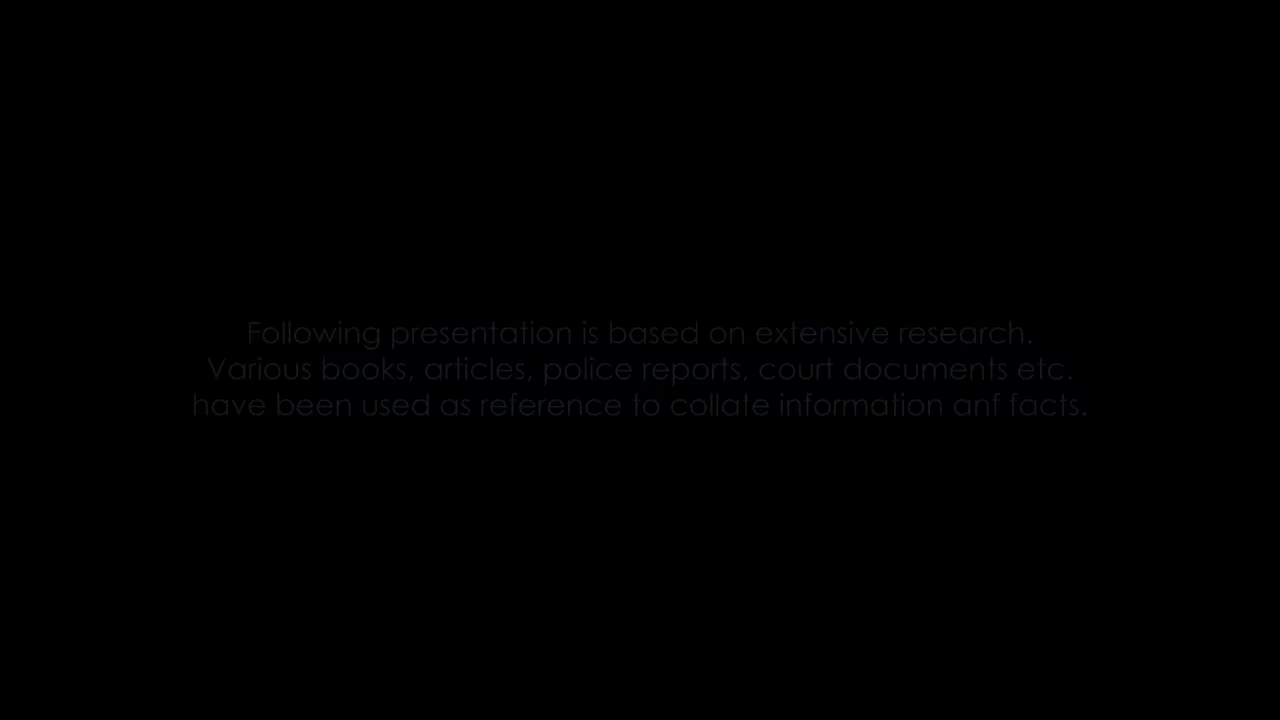 Following presentation is based on extensive research.
Various books, articles, police reports, court documents etc.
have been used as reference to collate information anf facts.